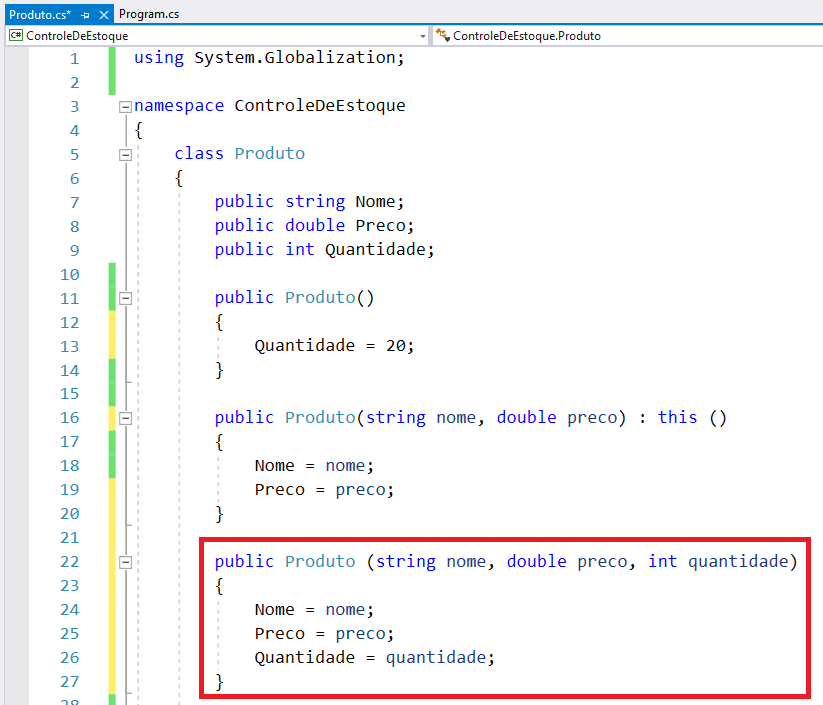 Produto.cs* Program.cs
C# ControleDeEstoque ControleDeEstoque.Produto
1 using System.Globalization;
2
3 namespace ControleDeEstoque
4 {
5 class Produto
6 {
7 public string Nome;
8 public double Preco;
9 public int Quantidade;
10
11 public Produto()
12 {
13 Quantidade = 20;
14 }
15
16 public Produto(string nome, double preco) : this ()
17 {
18 Nome = nome;
19 Preco = preco;
20 }
21
22 public Produto (string nome, double preco, int quantidade)
23 {
24 Nome = nome;
25 Preco = preco;
26 Quantidade = quantidade;
27 }
28